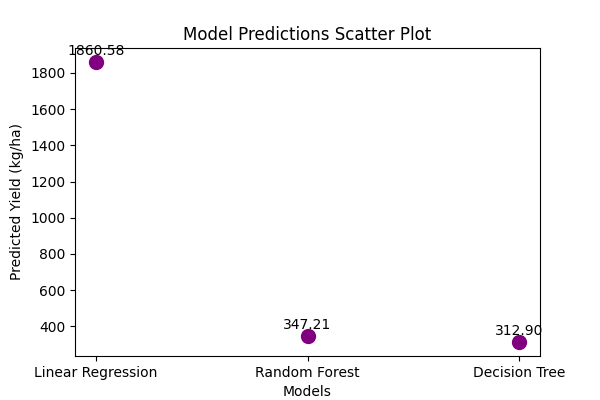 Model Predictions Scatter Plot
1860.58
1800
1600
1400
1200
1000
800
600
400
Predicted Yield (kg/ha)
347.21
312.90
Linear Regression
Random Forest
Decision Tree
Models